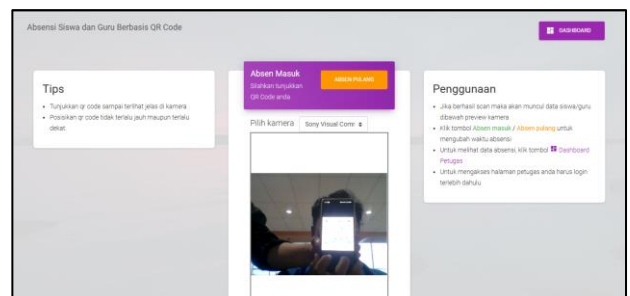 Absensi Siswa dan Guru Berbasis QR Code
DASHBOARD
Tips
• Tunjukkan qr code sampai terlihat jelas di kamera
• Posisikan qr code tidak terlalu jauh maupun terlalu
dekat
Absen Masuk
Silahkan tunjukkan
QR Code anda
ABSEN PULANG
Pilih kamera
Sony Visual Comr
Penggunaan
• Jika berhasil scan maka akan muncul data siswa/guru
dibawah preview kamera
• Klik tombol Absen masuk / Absen pulang untuk
mengubah waktu absensi
• Untuk melihat data absensi, klik tombol Dashboard
Petugas
• Untuk mengakses halaman petugas anda harus login
terlebih dahulu